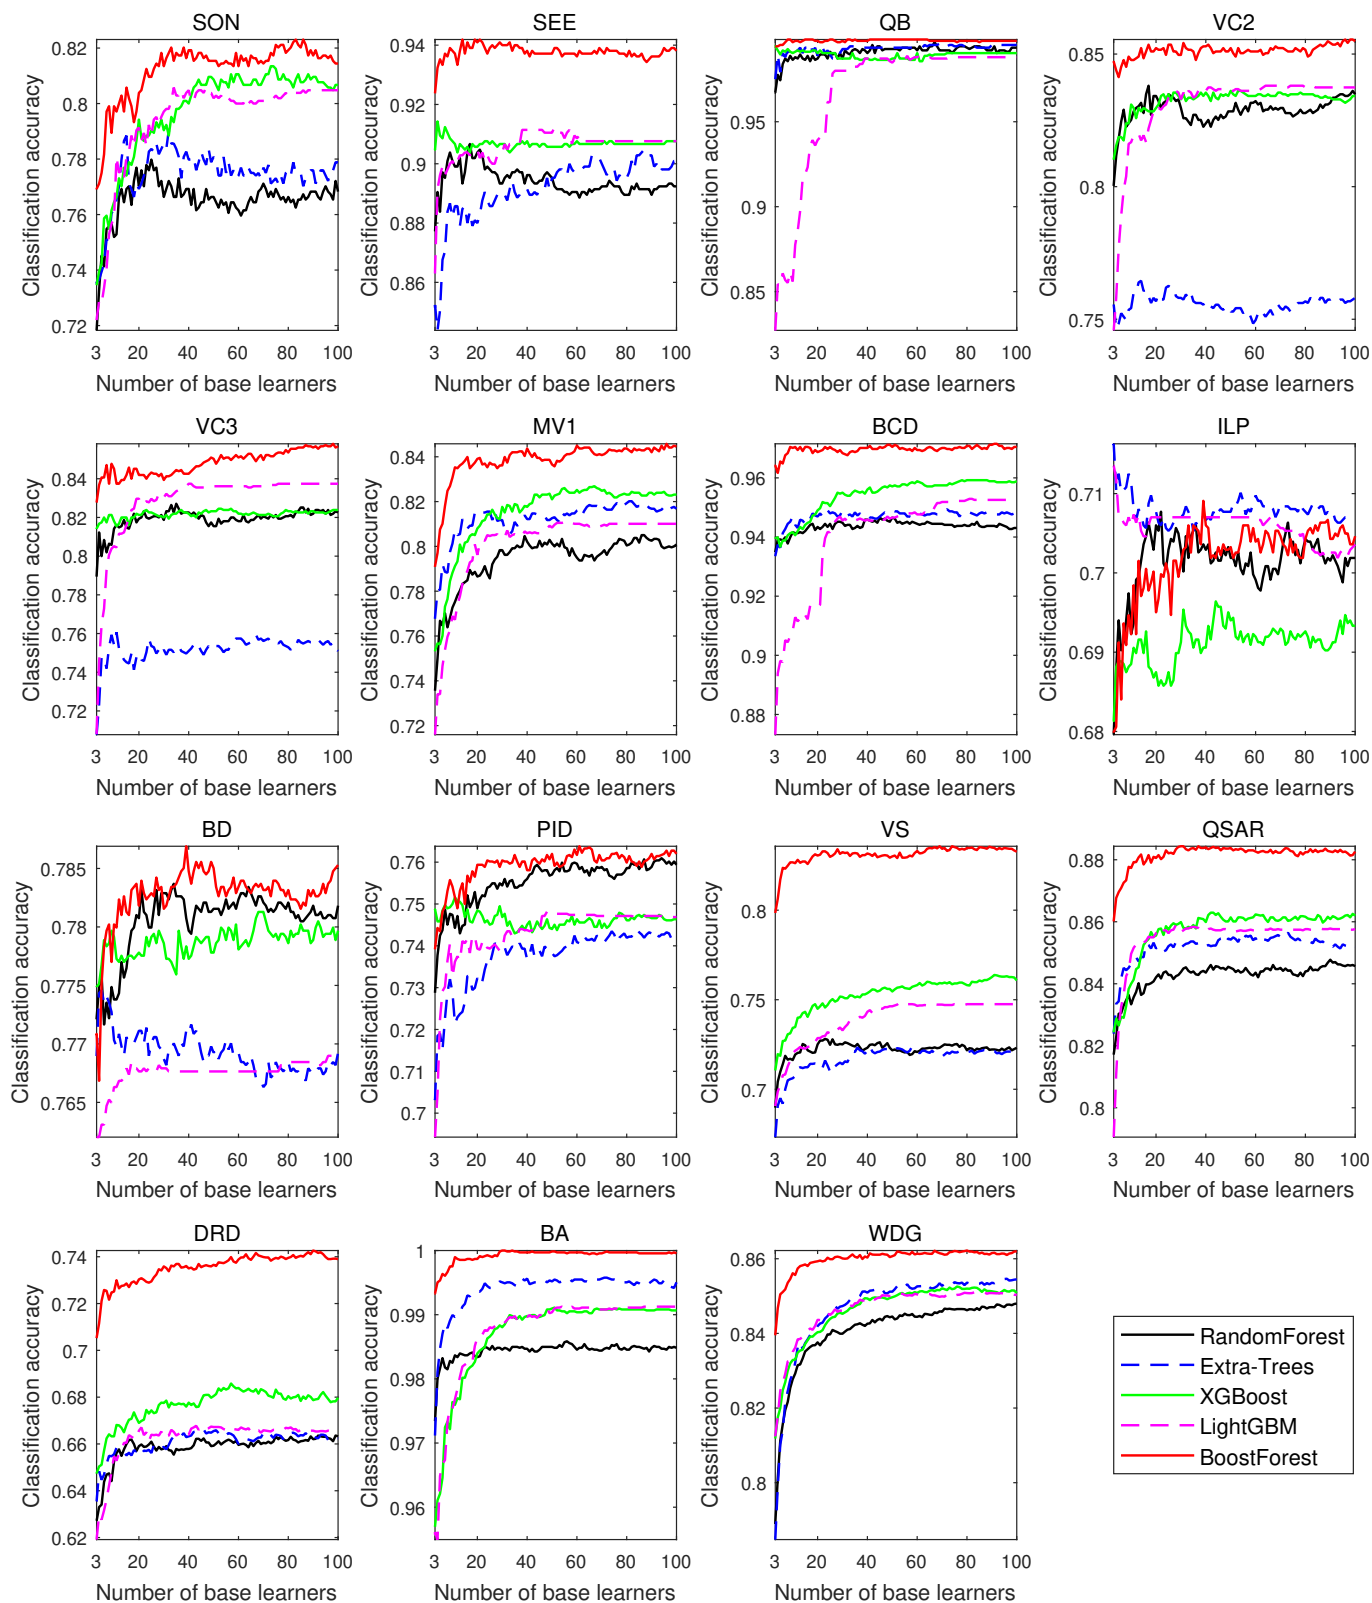 SON
SEE
QB
VC2
Classification accuracy
0.82
0.8
0.78
0.76
0.74
0.72
3 20 40 60 80 100
Number of base learners
Classification accuracy
0.94
0.92
0.9
0.88
0.86
3 20 40 60 80 100
Number of base learners
Classification accuracy
0.95
0.9
0.85
3 20 40 60 80 100
Number of base learners
Classification accuracy
0.85
0.8
0.75
3 20 40 60 80 100
Number of base learners
VC3
MV1
BCD
ILP
Classification accuracy
0.84
0.82
0.8
0.78
0.76
0.74
0.72
3 20 40 60 80 100
Number of base learners
Classification accuracy
0.84
0.82
0.8
0.78
0.76
0.74
0.72
3 20 40 60 80 100
Number of base learners
Classification accuracy
0.96
0.94
0.92
0.9
0.88
3 20 40 60 80 100
Number of base learners
Classification accuracy
0.71
0.7
0.69
0.68
3 20 40 60 80 100
Number of base learners
BD
PID
VS
QSAR
Classification accuracy
0.785
0.78
0.775
0.77
0.765
3 20 40 60 80 100
Number of base learners
Classification accuracy
0.76
0.75
0.74
0.73
0.72
0.71
0.7
3 20 40 60 80 100
Number of base learners
Classification accuracy
0.8
0.75
0.7
3 20 40 60 80 100
Number of base learners
Classification accuracy
0.88
0.86
0.84
0.82
0.8
3 20 40 60 80 100
Number of base learners
DRD
BA
WDG
Classification accuracy
0.74
0.72
0.7
0.68
0.66
0.64
0.62
3 20 40 60 80 100
Number of base learners
Classification accuracy
1
0.99
0.98
0.97
0.96
3 20 40 60 80 100
Number of base learners
Classification accuracy
0.86
0.84
0.82
0.8
3 20 40 60 80 100
Number of base learners
RandomForest
Extra-Trees
XGBoost
LightGBM
BoostForest